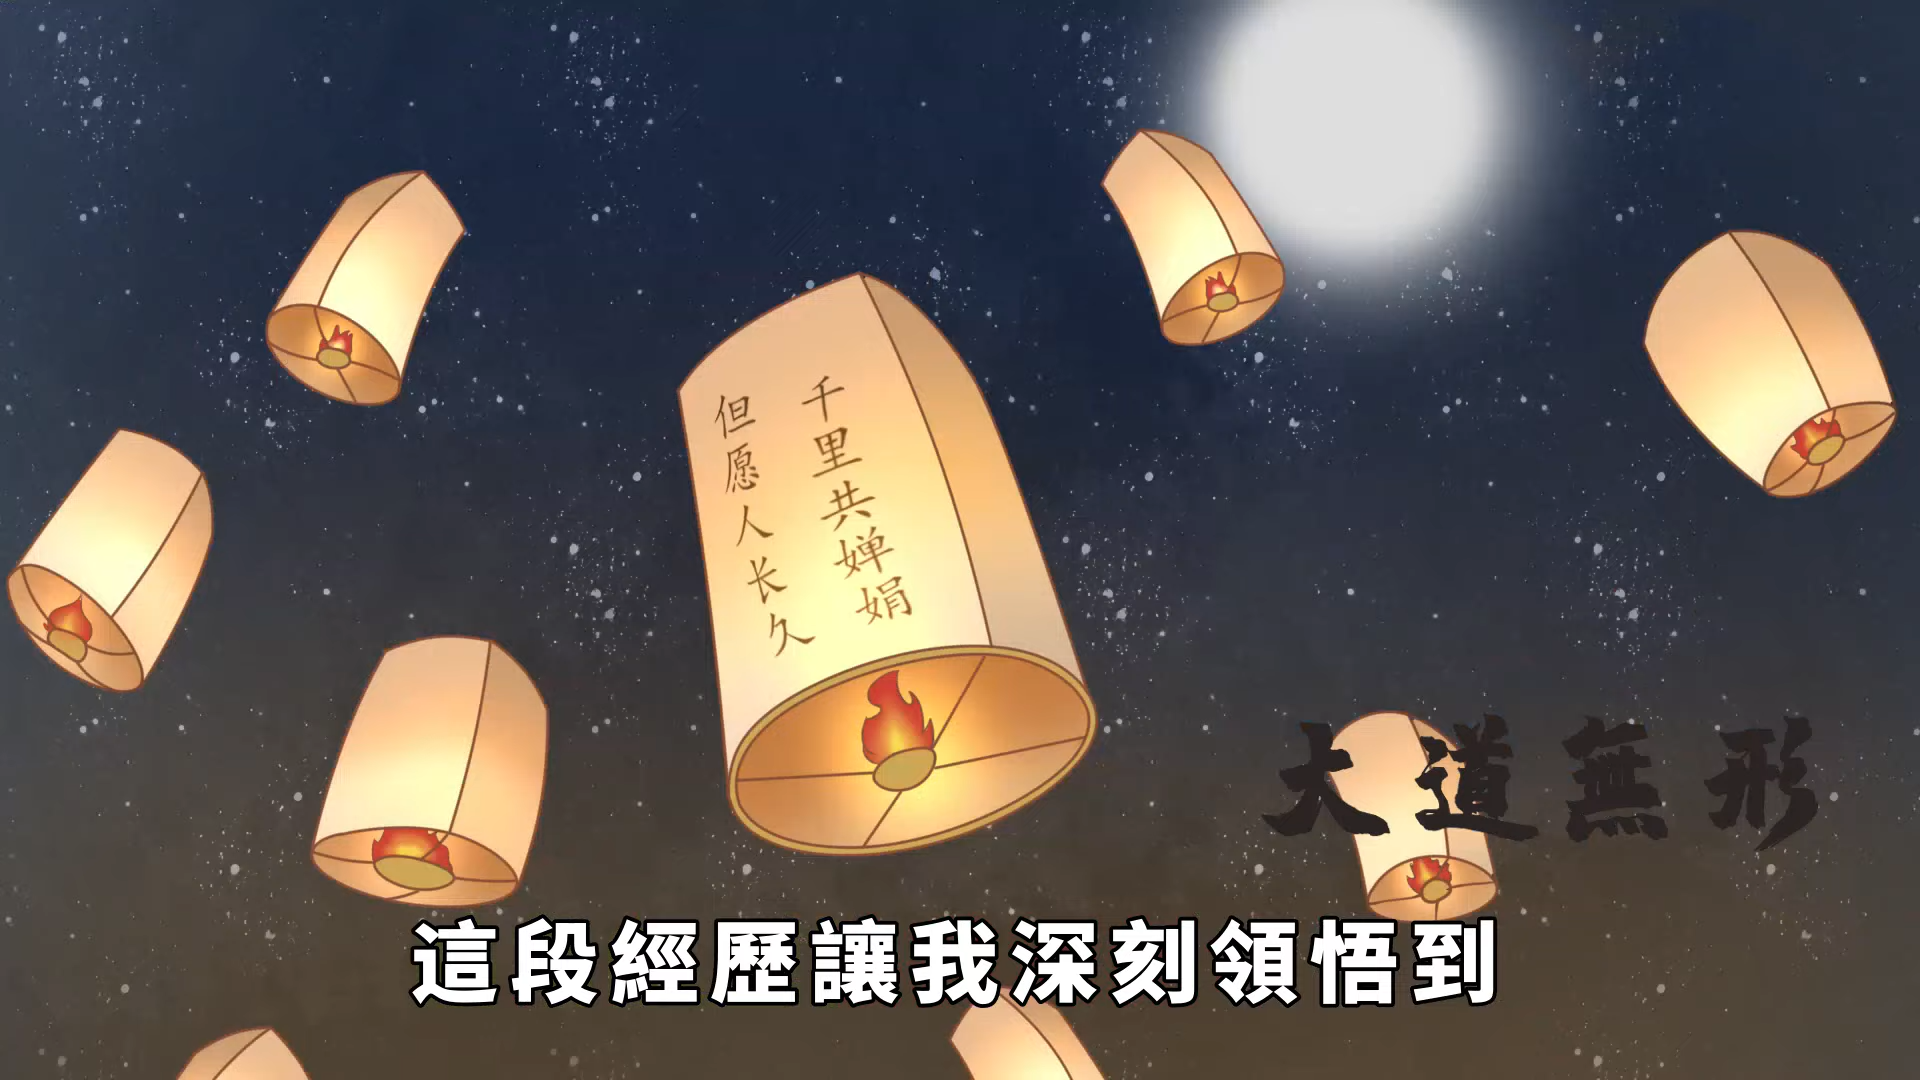 但愿人长久
千里共婵娟
大道無形
這段經歷讓我深刻領悟到